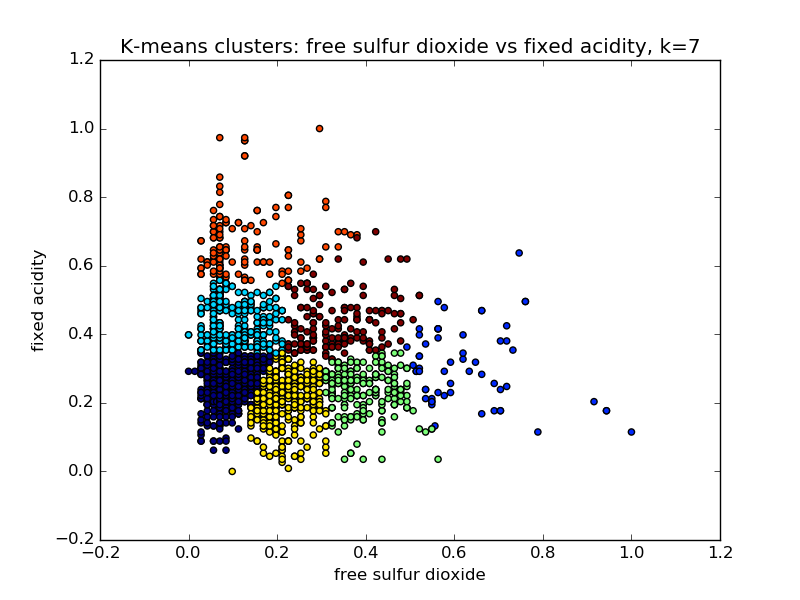 K-means clusters: free sulfur dioxide vs fixed acidity, k=7
1.2
1.0
0.8
0.6
0.4
0.2
0.0
−0.2
fixed acidity
−0.2 0.0 0.2 0.4 0.6 0.8 1.0 1.2
free sulfur dioxide